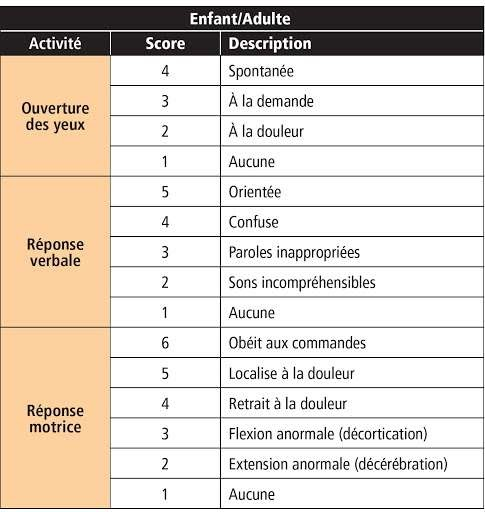 Enfant/Adulte
Activité Score Description
Ouverture des yeux
4 Spontanée
3 À la demande
2 À la douleur
1 Aucune
Réponse verbale
5 Orientée
4 Confuse
3 Paroles inappropriées
2 Sons incompréhensibles
1 Aucune
Réponse motrice
6 Obéit aux commandes
5 Localise à la douleur
4 Retrait à la douleur
3 Flexion anormale (décortication)
2 Extension anormale (décérébration)
1 Aucune